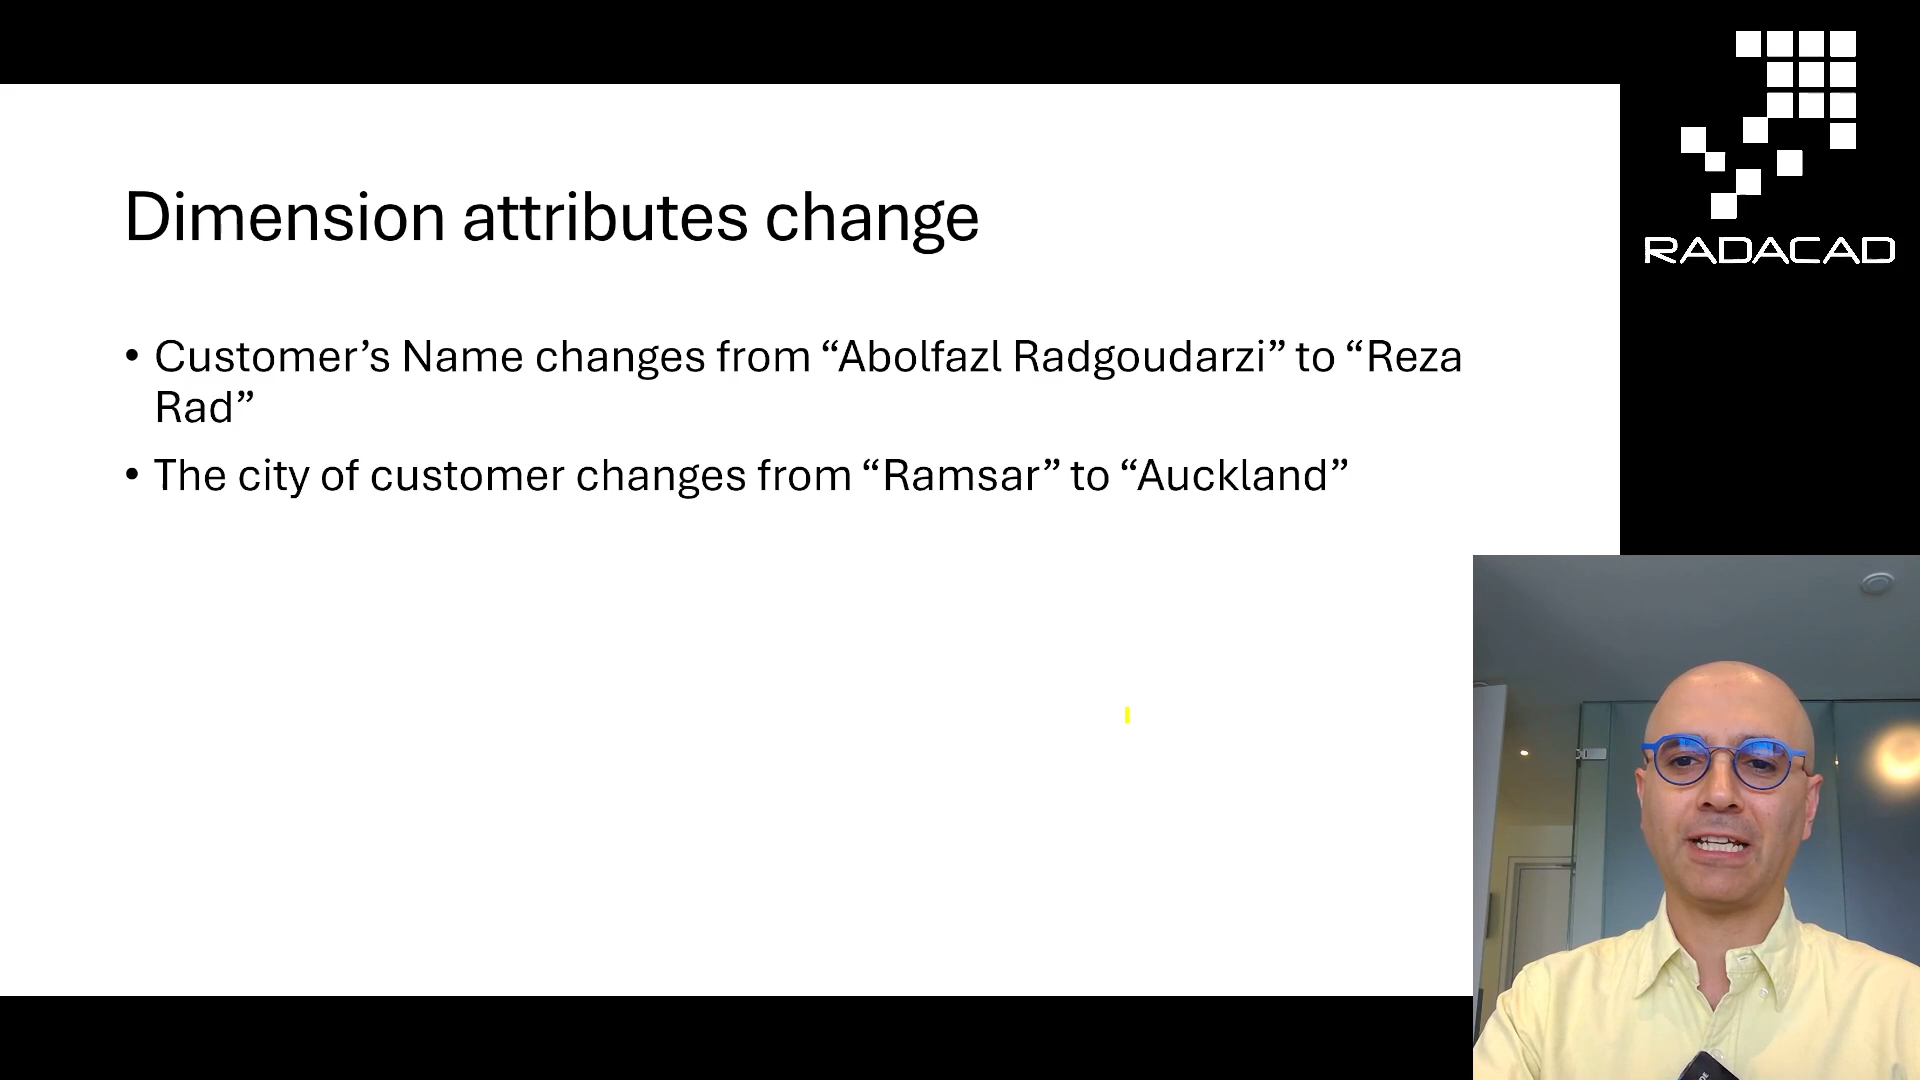 Dimension attributes change
• Customer’s Name changes from “Abolfazl Radgoudarzi” to “Reza
Rad”
• The city of customer changes from “Ramsar” to “Auckland”
RADACAD